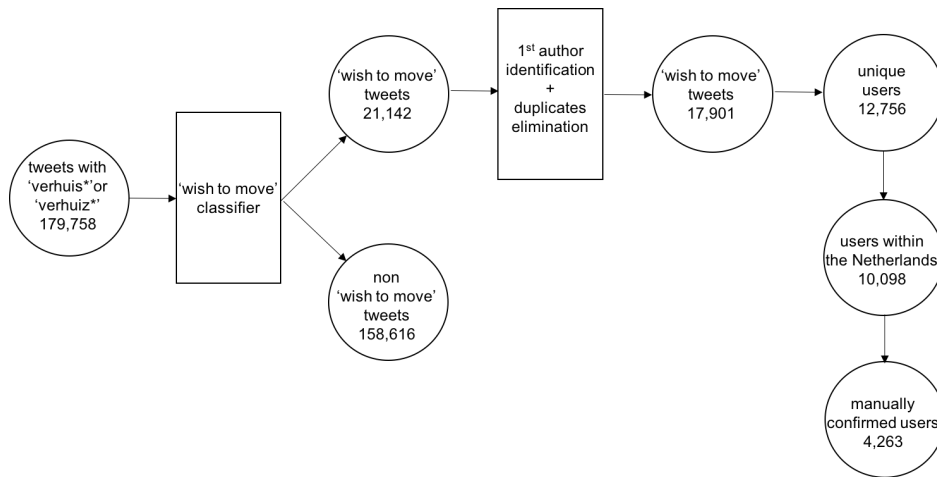 tweets with
‘verhuis*’or
‘verhuiz*’
179,758
‘wish to move’
classifier
‘wish to move’
tweets
21,142
non
‘wish to move’
tweets
158,616
1st author
identification
+
duplicates
elimination
‘wish to move’
tweets
17,901
unique
users
12,756
users within
the Netherlands
10,098
manually
confirmed users
4,263